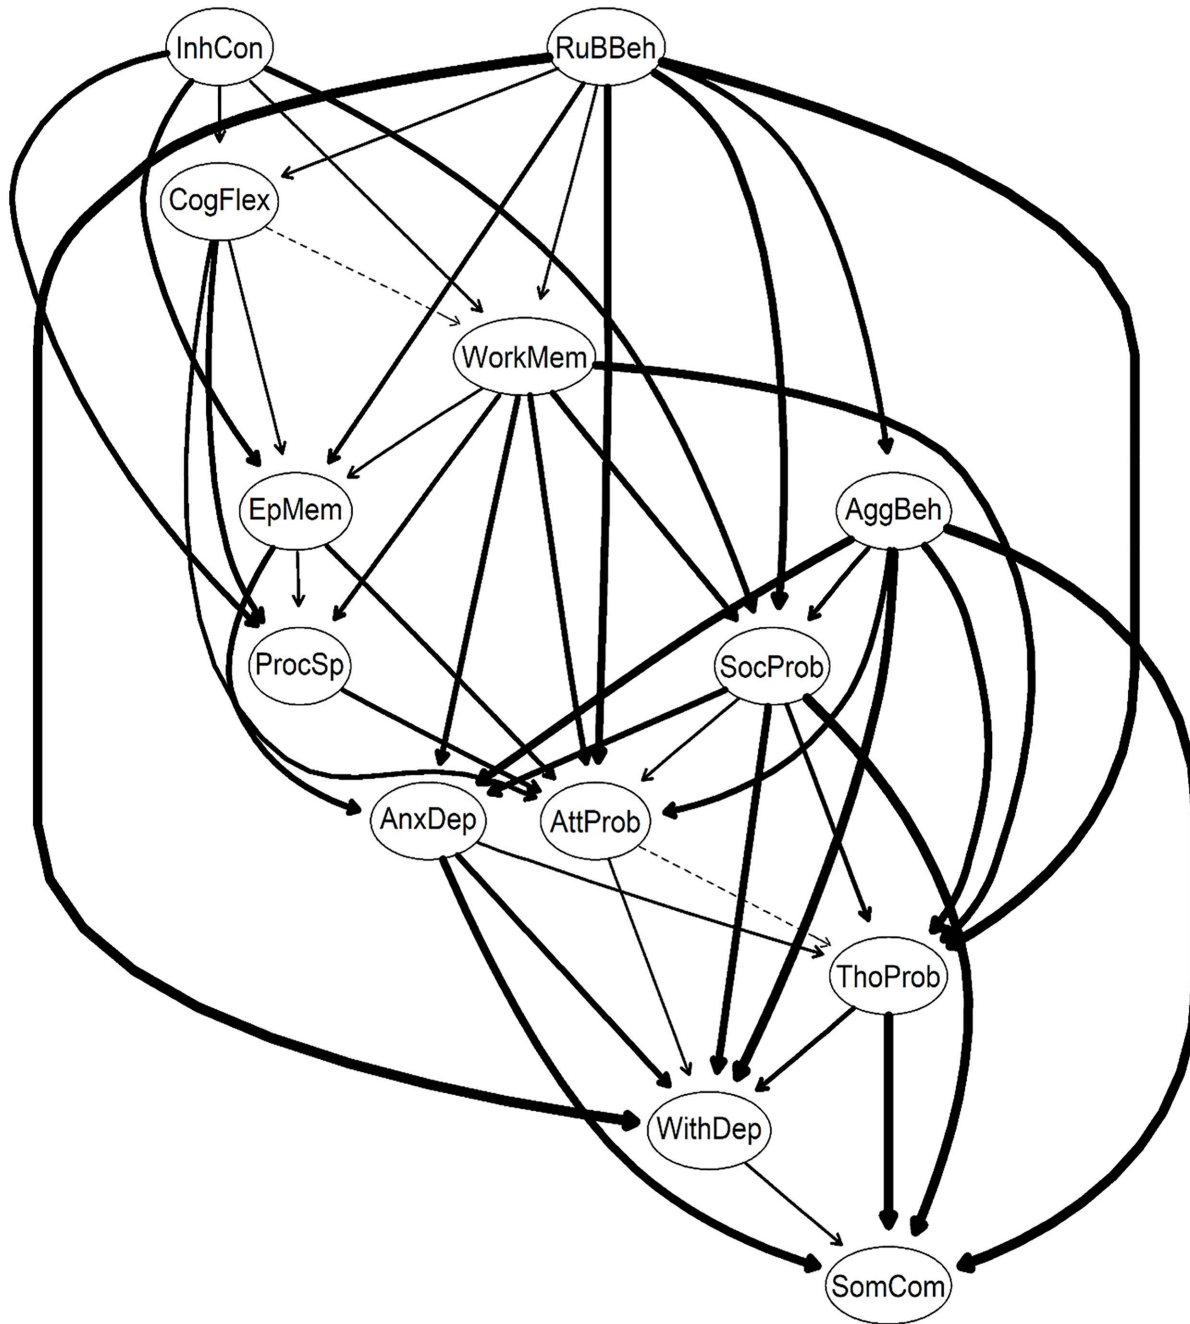 InhCon
RuBBeh
CogFlex
WorkMem
EpMem
AggBeh
ProcSp
SocProb
AnxDep
AttProb
ThoProb
WithDep
SomCom